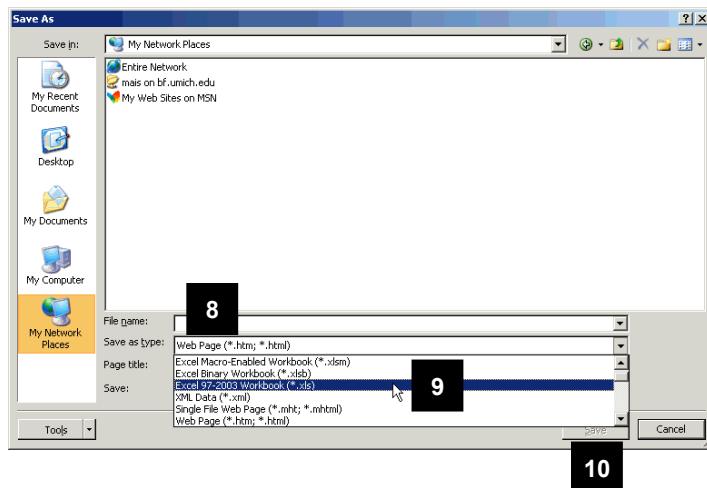 Save As
Save in: My Network Places
Entire Network
mais on bf.umich.edu
My Web Sites on MSN
My Recent
Documents
Desktop
My Documents
My Computer
My Network
Places
8
File name:
Save as type: Web Page (*.htm; *.html)
Page title:
Save:
Excel Macro-Enabled Workbook (*.xlsm)
Excel Binary Workbook (*.xlsb)
Excel 97-2003 Workbook (*.xls)
XML Data (*.xml)
Single File Web Page (*.mht; *.mhtml)
Web Page (*.htm; *.html)
9
Tools
Save
Cancel
10